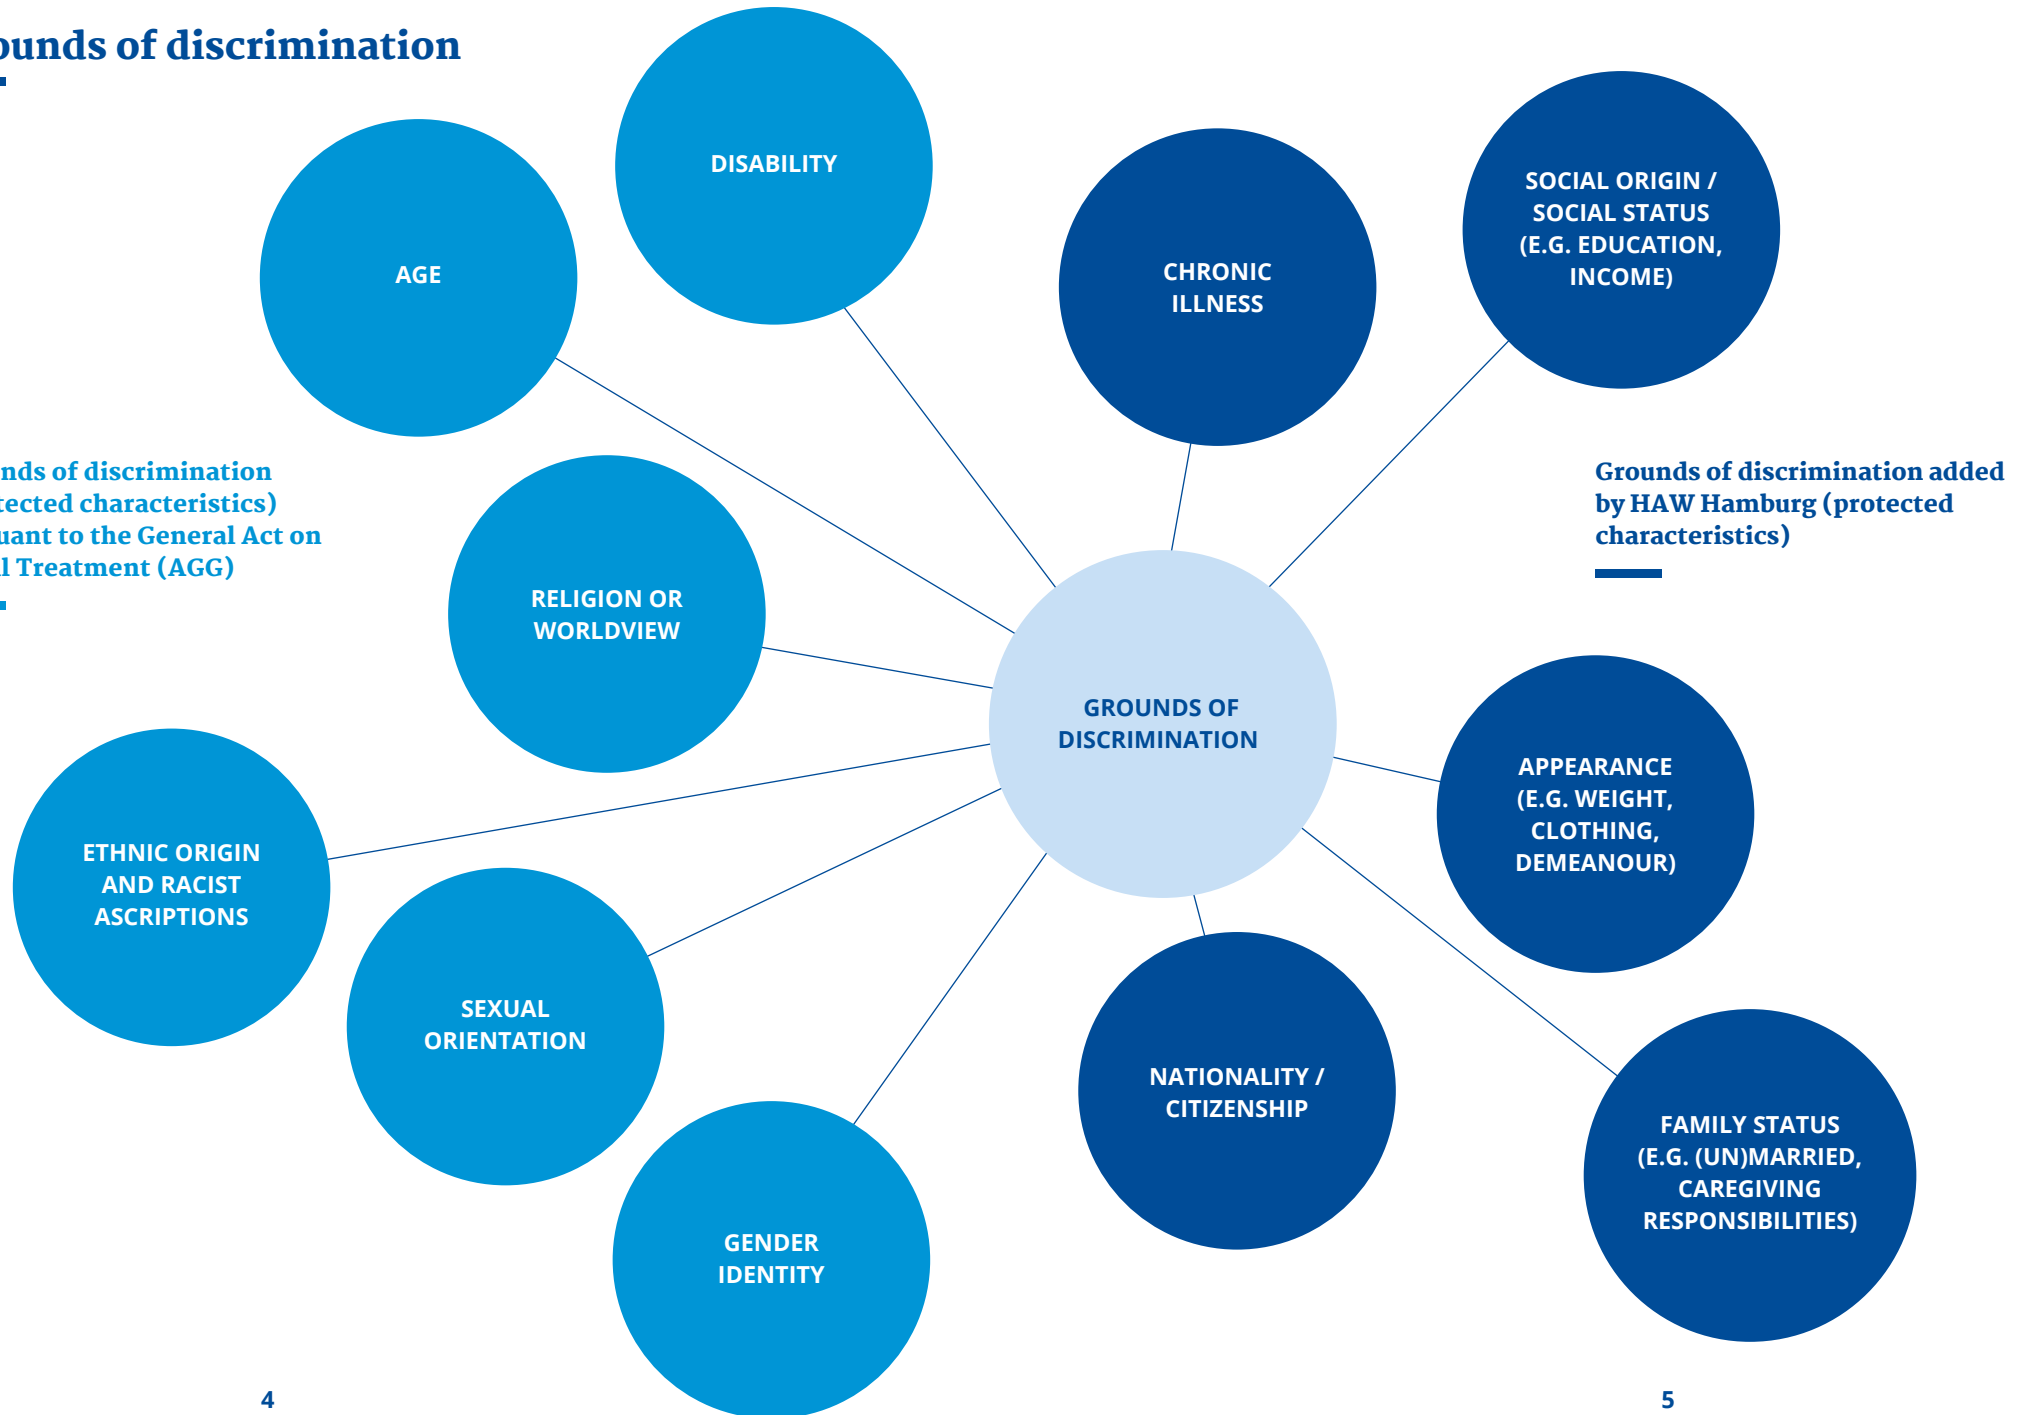 ounds of discrimination
DISABILITY
AGE
CHRONIC
ILLNESS
SOCIAL ORIGIN /
SOCIAL STATUS
(E.G. EDUCATION,
INCOME)
nds of discrimination
tected characteristics)
uant to the General Act on
l Treatment (AGG)
Grounds of discrimination added
by HAW Hamburg (protected
characteristics)
RELIGION OR
WORLDVIEW
GROUNDS OF
DISCRIMINATION
APPEARANCE
(E.G. WEIGHT,
CLOTHING,
DEMEANOUR)
ETHNIC ORIGIN
AND RACIST
ASCRIPTIONS
SEXUAL
ORIENTATION
NATIONALITY /
CITIZENSHIP
FAMILY STATUS
(E.G. (UN)MARRIED,
CAREGIVING
RESPONSIBILITIES)
GENDER
IDENTITY
4
5